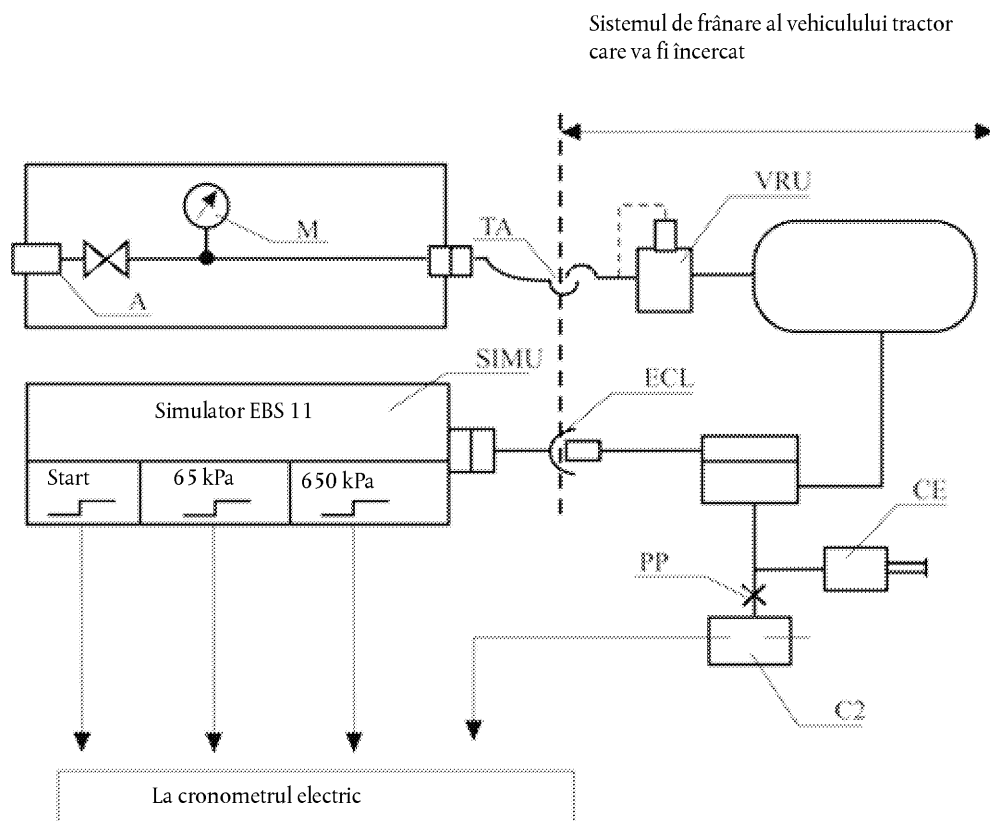 Sistemul de frânare al vehiculului tractor
care va fi încercat
VRU
M
TA
A
SIMU
ECL
Simulator EBS 11
Start
65 kPa
650 kPa
CE
PP
C2
La cronometrul electric